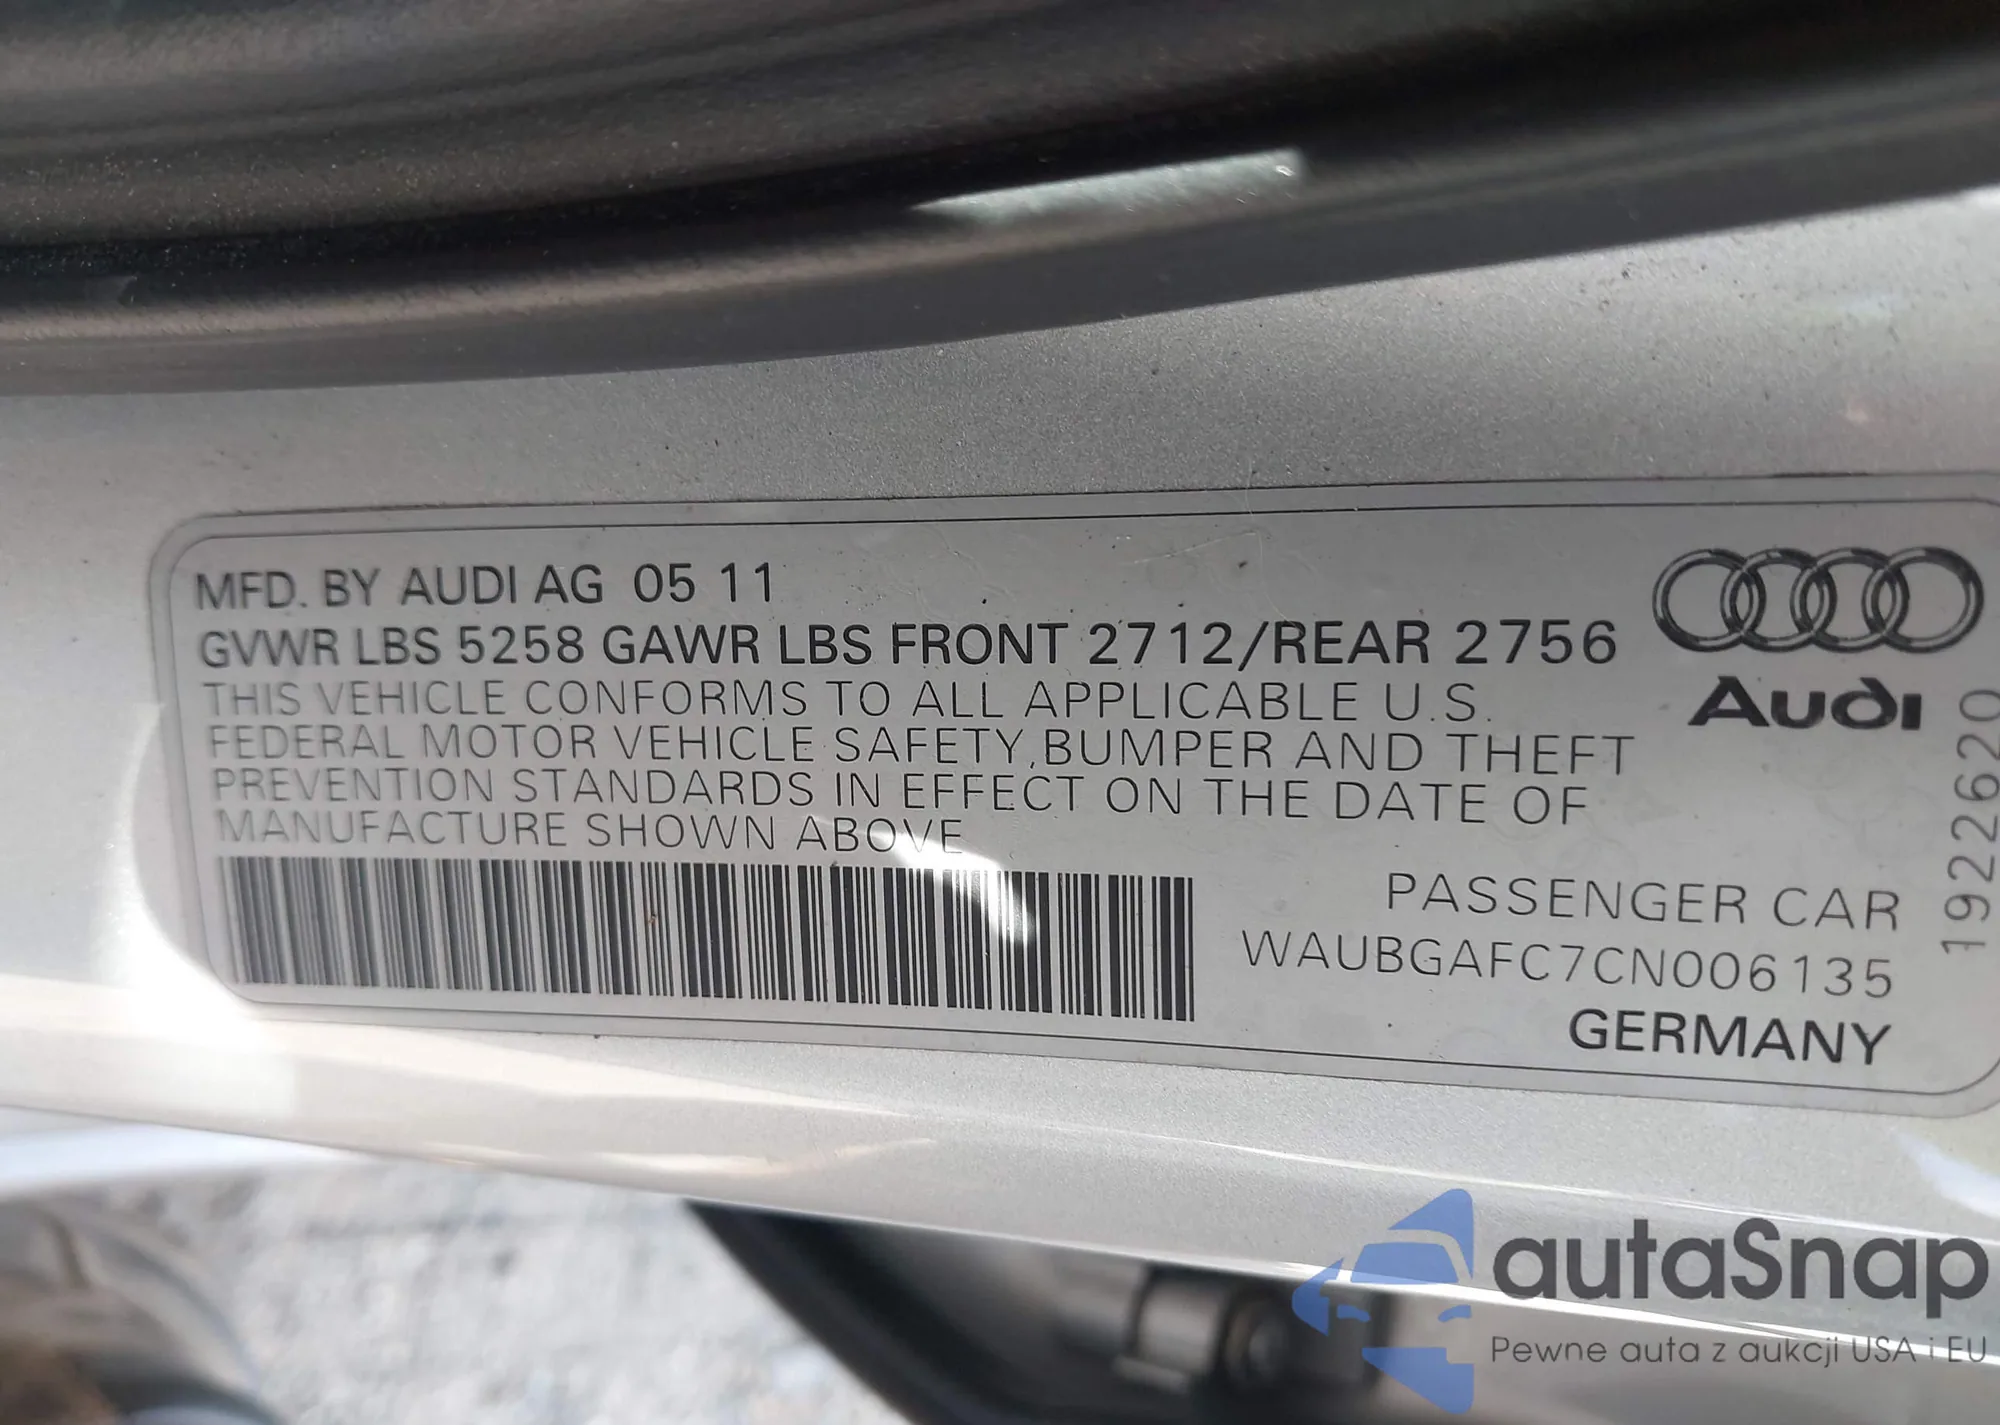 MFD. BY AUDI AG 05 11
GVWR LBS 5258 GAWR LBS FRONT 2712/REAR 2756
THIS VEHICLE CONFORMS TO ALL APPLICABLE U.S.
FEDERAL MOTOR VEHICLE SAFETY,BUMPER AND THEFT
PREVENTION STANDARDS IN EFFECT ON THE DATE OF
MANUFACTURE SHOWN ABOVE
Audi
1922620
PASSENGER CAR
WAUBGAFC7CN006135
GERMANY
autaSnap
Pewne auta z aukcji USA i EU